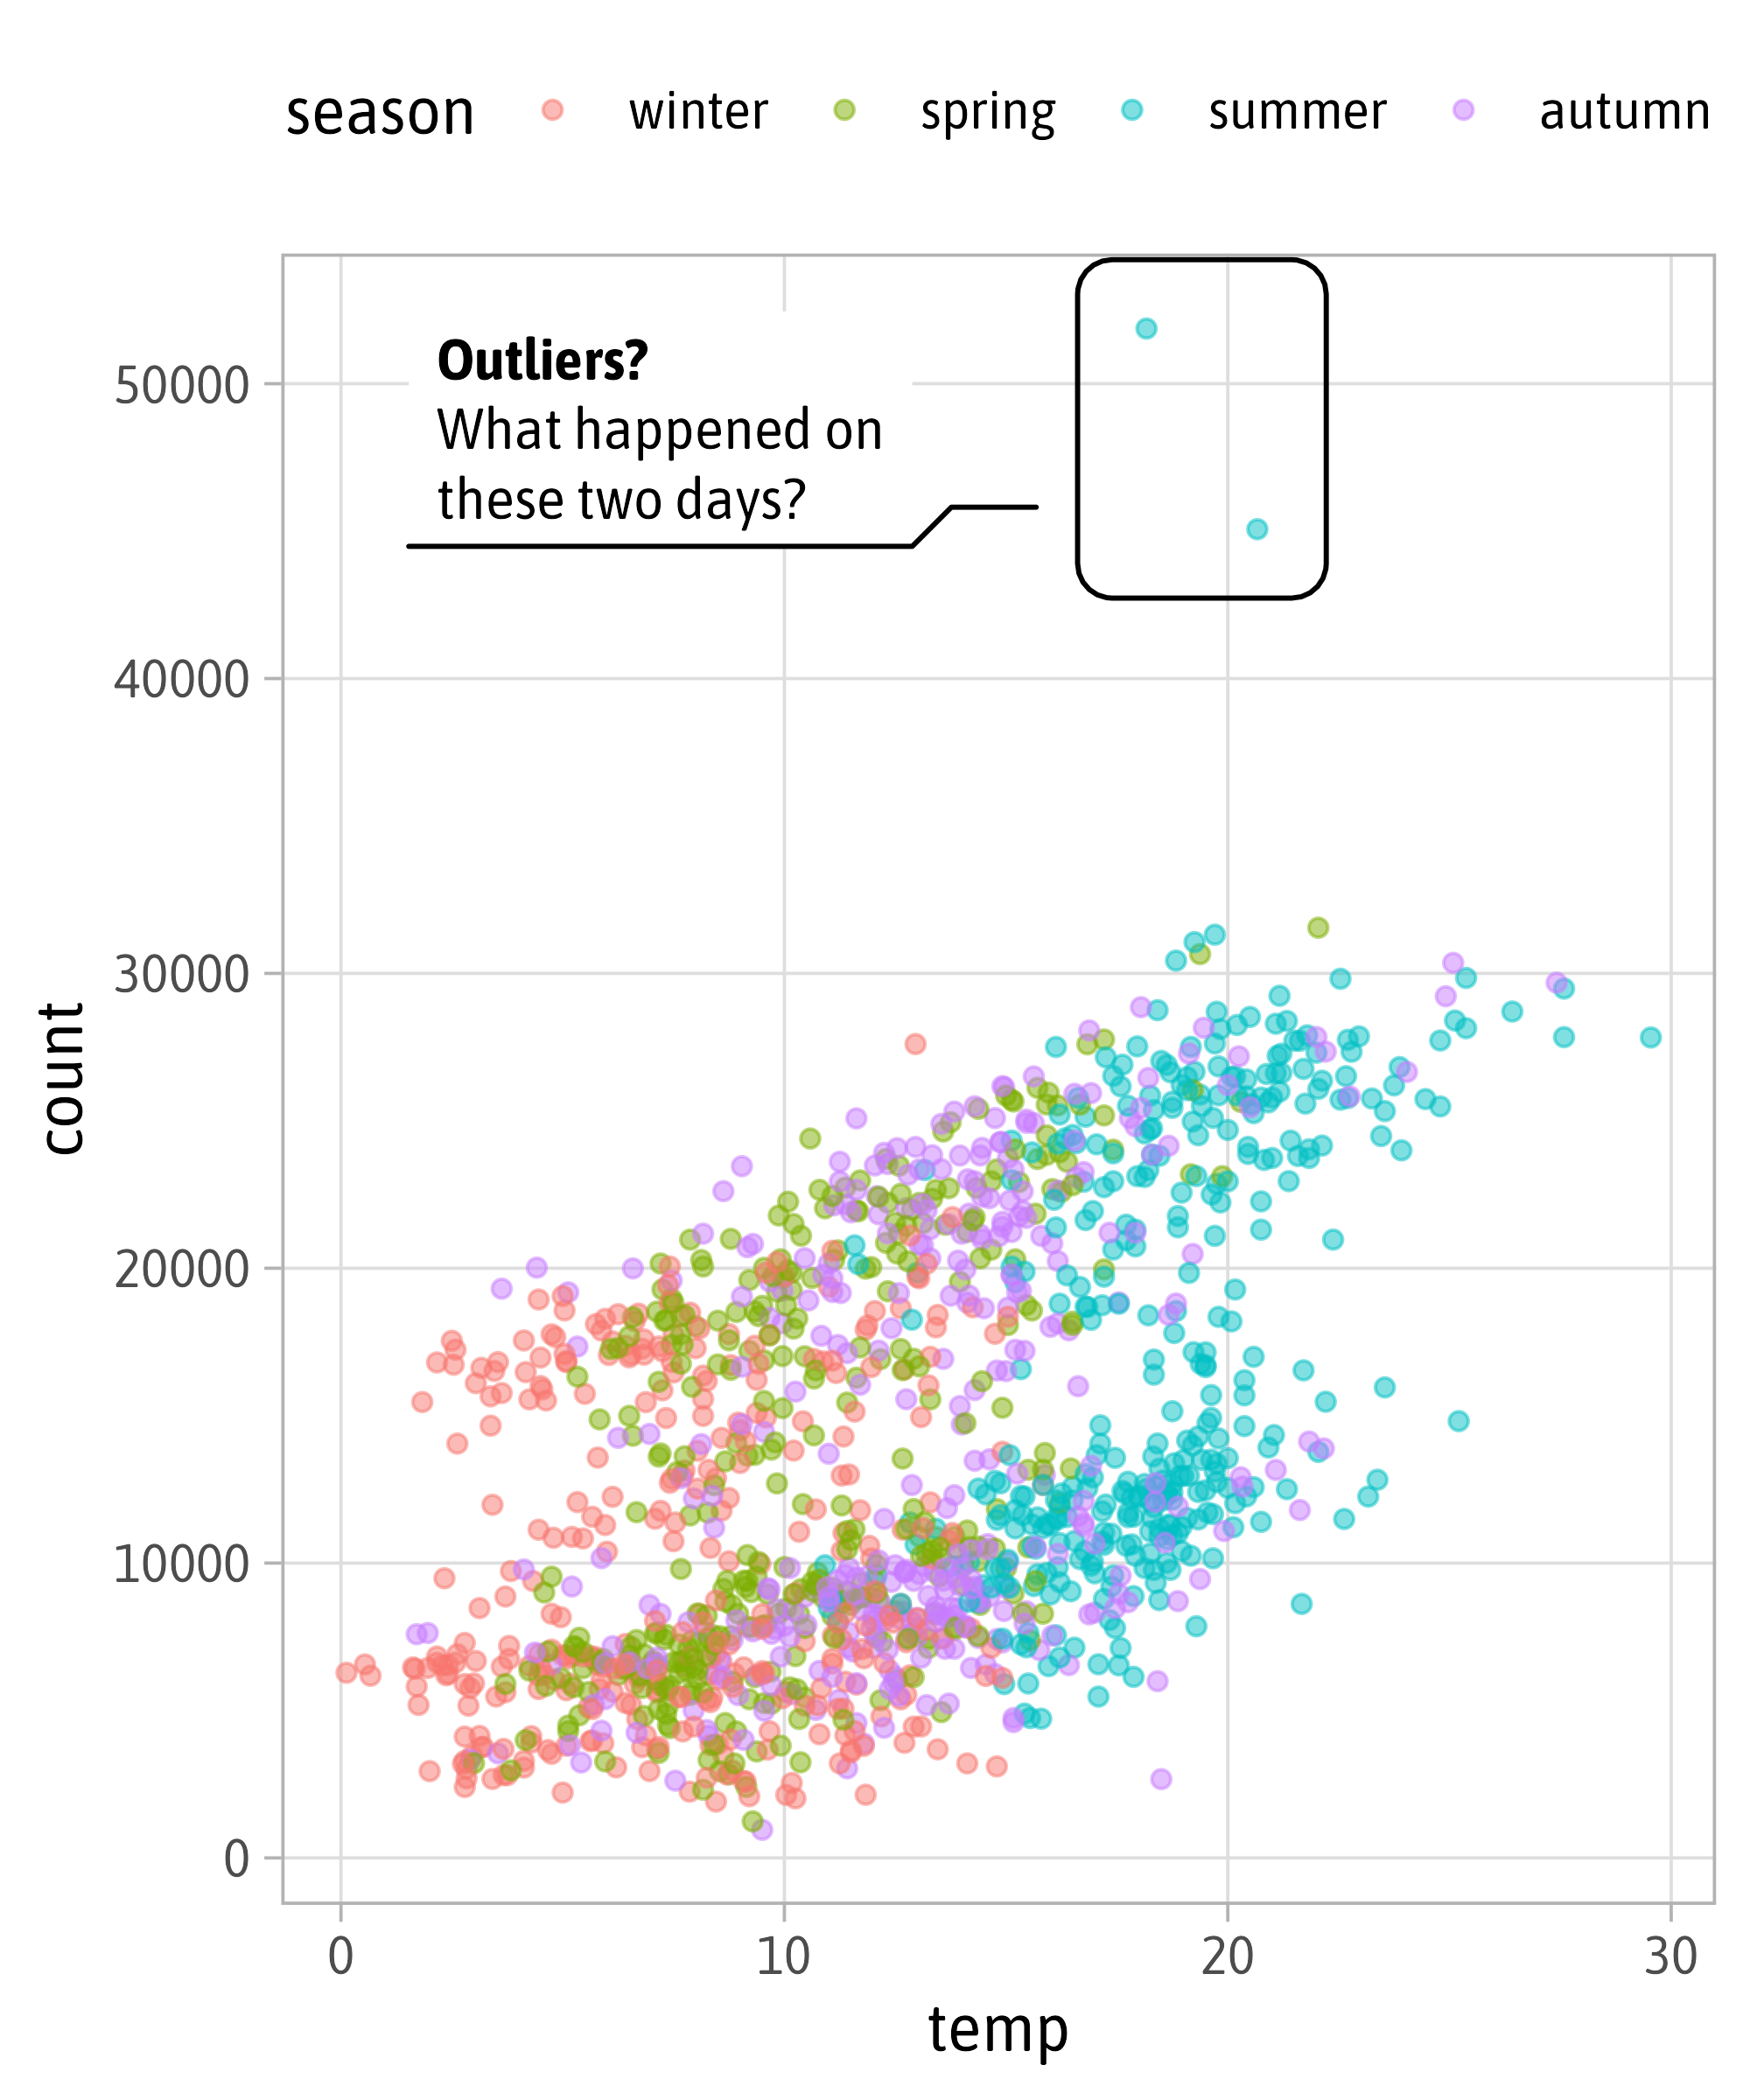 season winter spring summer autumn
Outliers?
What happened on
these two days?
50000
40000
30000
20000
10000
0
count
0 10 20 30
temp